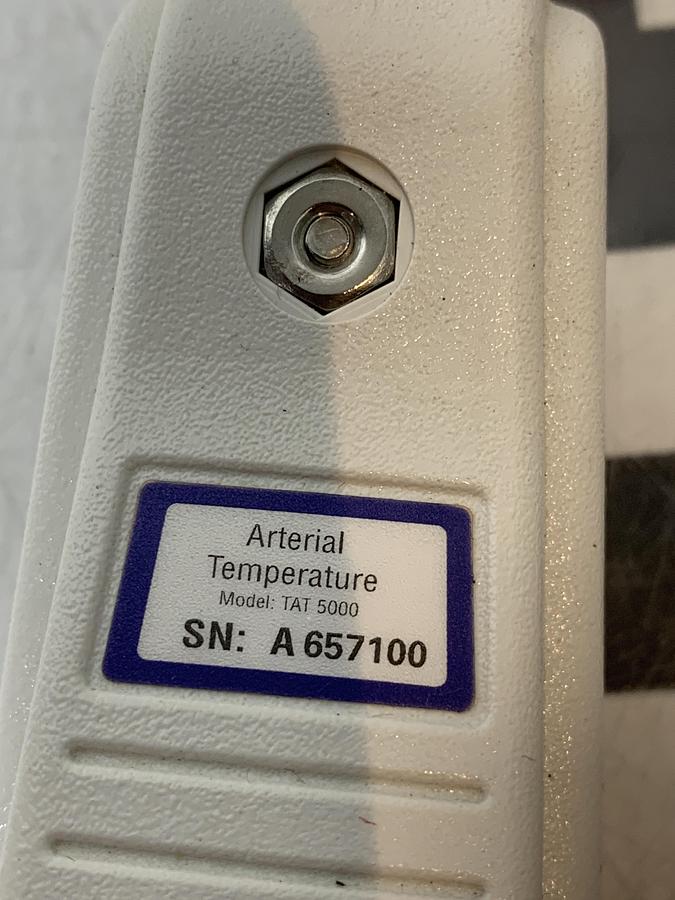 Arterial
Temperature
Model: TAT 5000
SN: A 657100